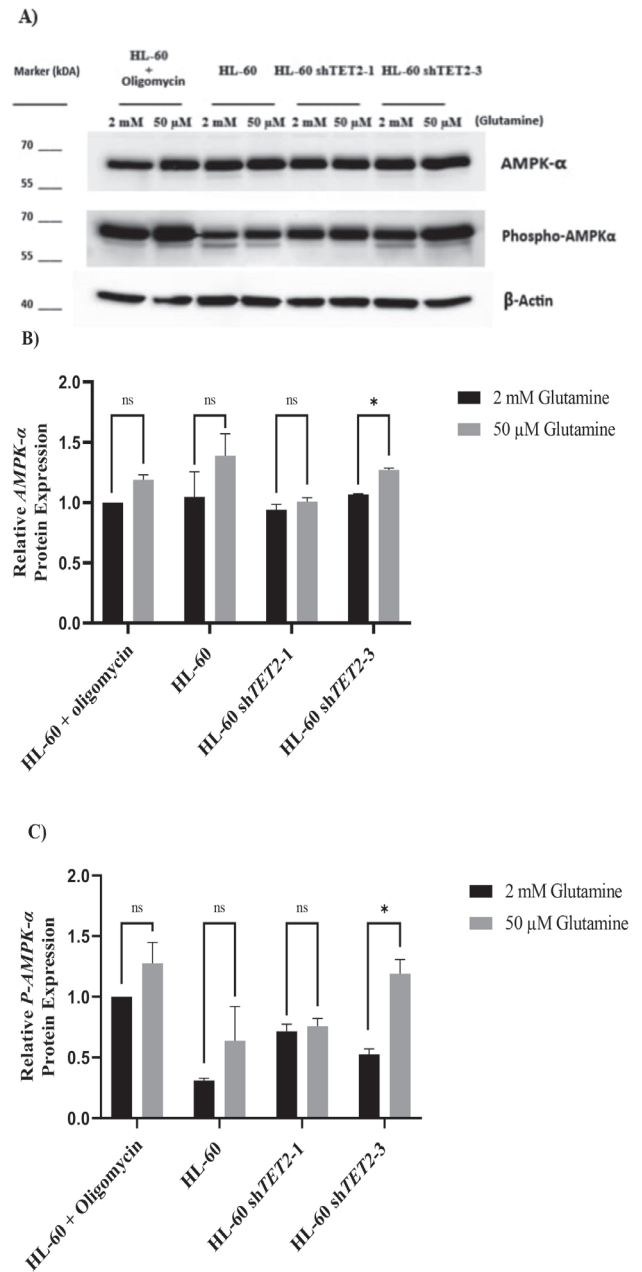 A)
HL-60
+
Oligomycin
Marker (kDA) HL-60 HL-60 shTET2-1 HL-60 shTET2-3
2 mM 50 µM 2 mM 50 µM 2 mM 50 µM 2 mM 50 µM (Glutamine)
70
AMPK-α
55
70
Phospho-AMPKα
55
40
β-Actin
B)
2.0
1.5
1.0
0.5
0.0
Relative AMPK-α
Protein Expression
ns ns ns *
2 mM Glutamine
50 µM Glutamine
HL-60 + oligomycin
HL-60
HL-60 shTET2-1
HL-60 shTET2-3
C)
2.0
1.5
1.0
0.5
0.0
Relative P-AMPK-α
Protein Expression
ns ns ns *
2 mM Glutamine
50 µM Glutamine
HL-60 + Oligomycin
HL-60
HL-60 shTET2-1
HL-60 shTET2-3